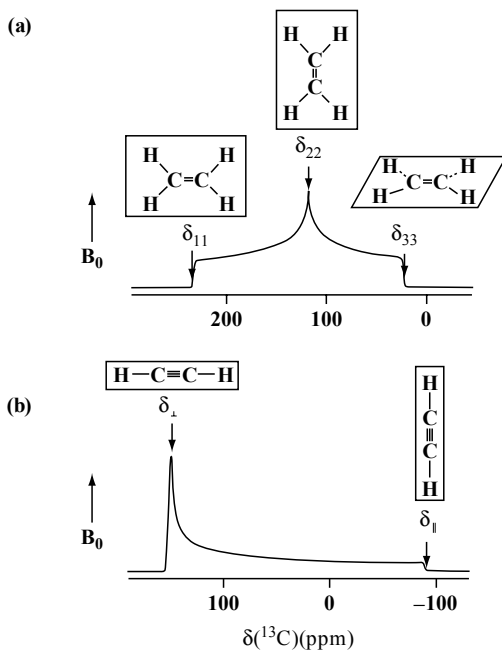 (a)
H H
C
C
H H
δ22
H H
C=C
H H
δ11
H H
C=C
H H
δ33
B0
200 100 0
H—C≡C—H
δ⊥
(b)
H
C
C
H
δ∥
B0
100 0 –100
δ(¹³C)(ppm)